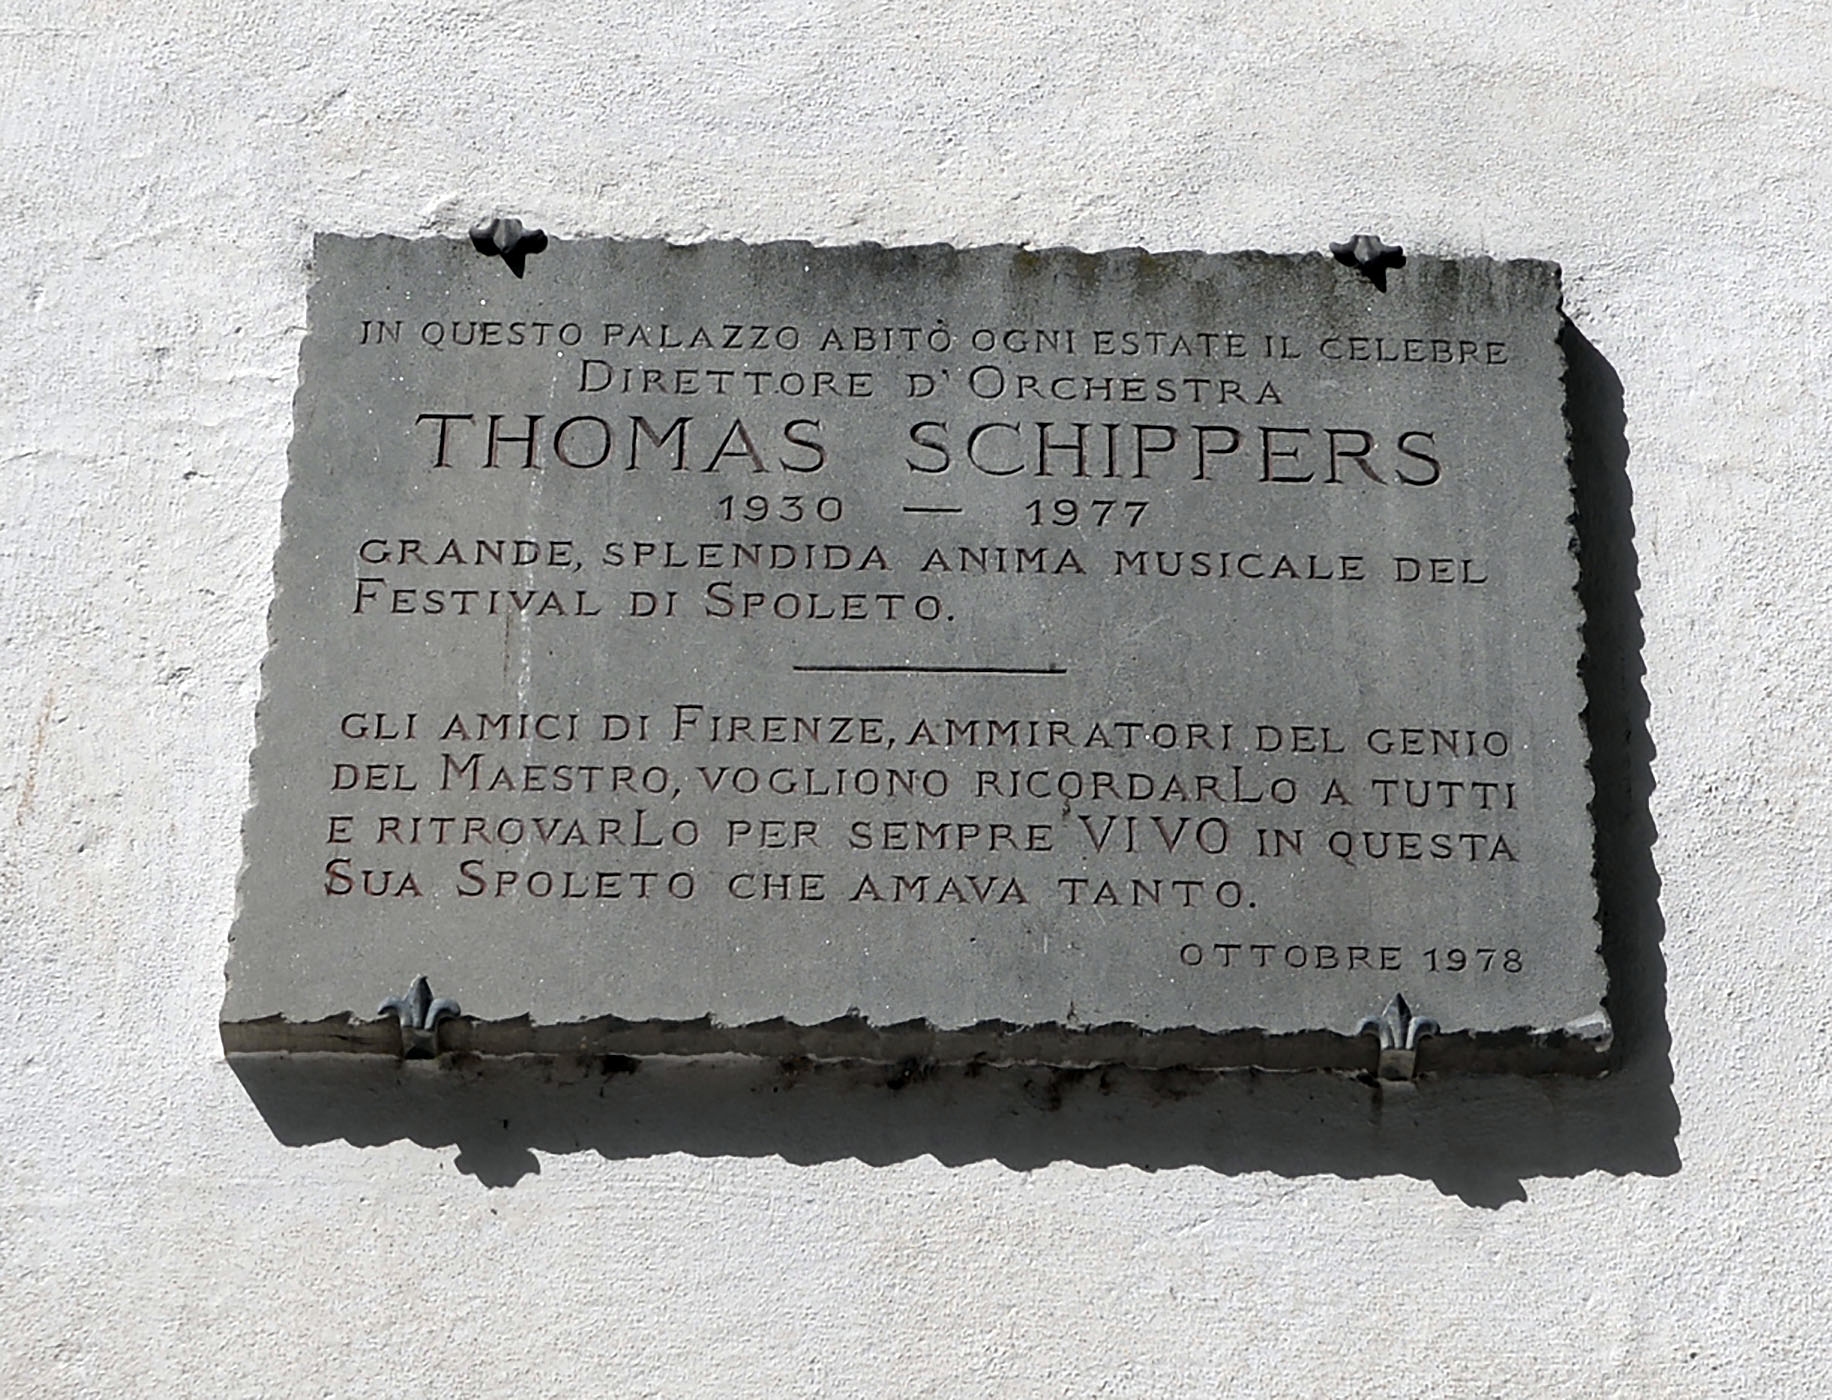 IN QUESTO PALAZZO ABITÒ OGNI ESTATE IL CELEBRE
DIRETTORE D'ORCHESTRA
THOMAS SCHIPPERS
1930 — 1977
GRANDE, SPLENDIDA ANIMA MUSICALE DEL
FESTIVAL DI SPOLETO.
GLI AMICI DI FIRENZE, AMMIRATORI DEL GENIO
DEL MAESTRO, VOGLIONO RICORDARLO A TUTTI
E RITROVARLO PER SEMPRE VIVO IN QUESTA
SUA SPOLETO CHE AMAVA TANTO.
OTTOBRE 1978